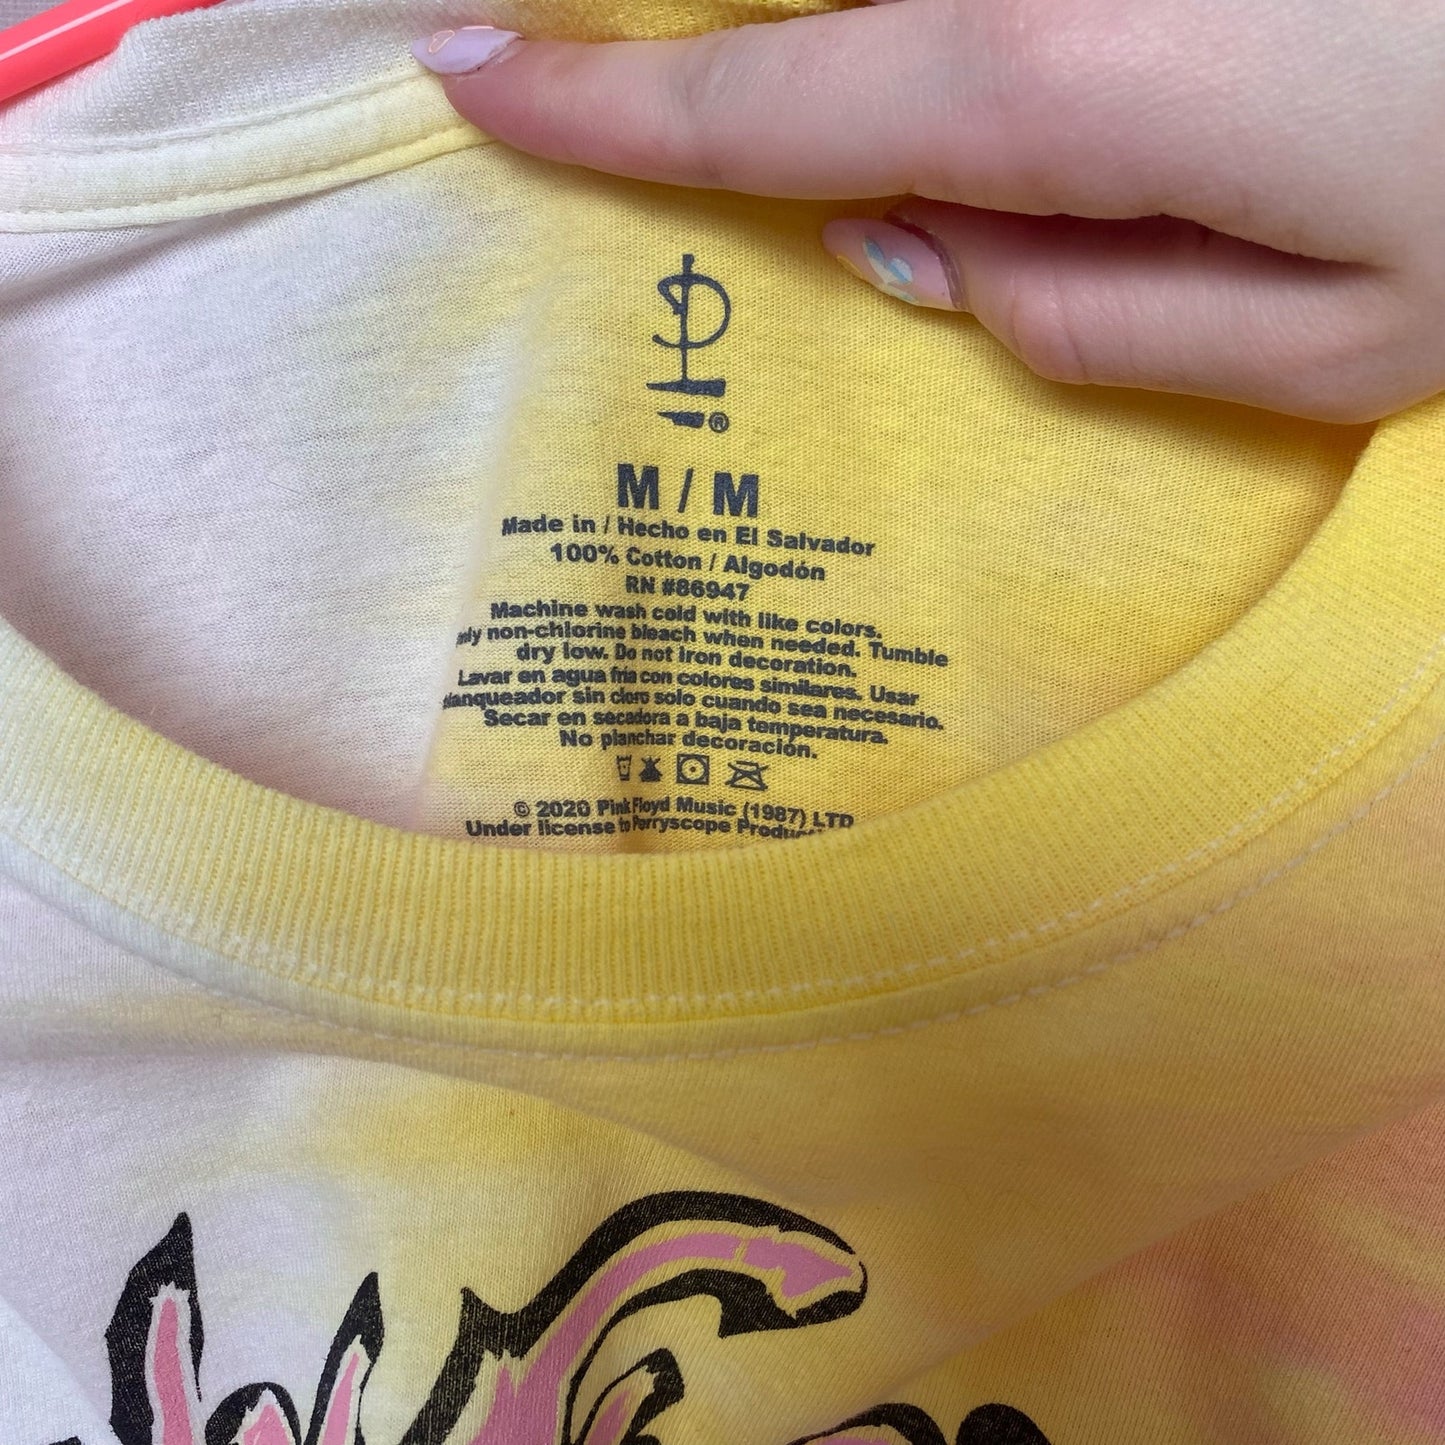 ®
M / M
Made in / Hecho en El Salvador
100% Cotton / Algodón
RN #86947
Machine wash cold with like colors.
non-chlorine bleach when needed. Tumble
dry low. Do not iron decoration.
Lavar en agua fria con colores similares. Usar
sin cloro solo cuando sea necesario.
Secar en secadora a baja temperatura.
No planchar decoración.
© 2020 Pink Floyd Music (1987) LTD
Under license to Perryscope